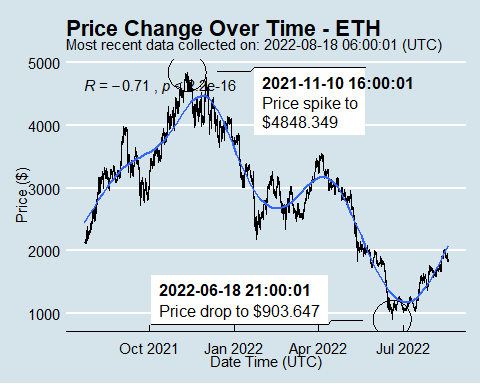 Price Change Over Time - ETH
Most recent data collected on: 2022-08-18 06:00:01 (UTC)
5000
R = −0.71 , p < 2.2e-16
2021-11-10 16:00:01
Price spike to
$4848.349
4000
3000
Price ($)
2000
2022-06-18 21:00:01
Price drop to $903.647
1000
Oct 2021
Jan 2022
Apr 2022
Jul 2022
Date Time (UTC)